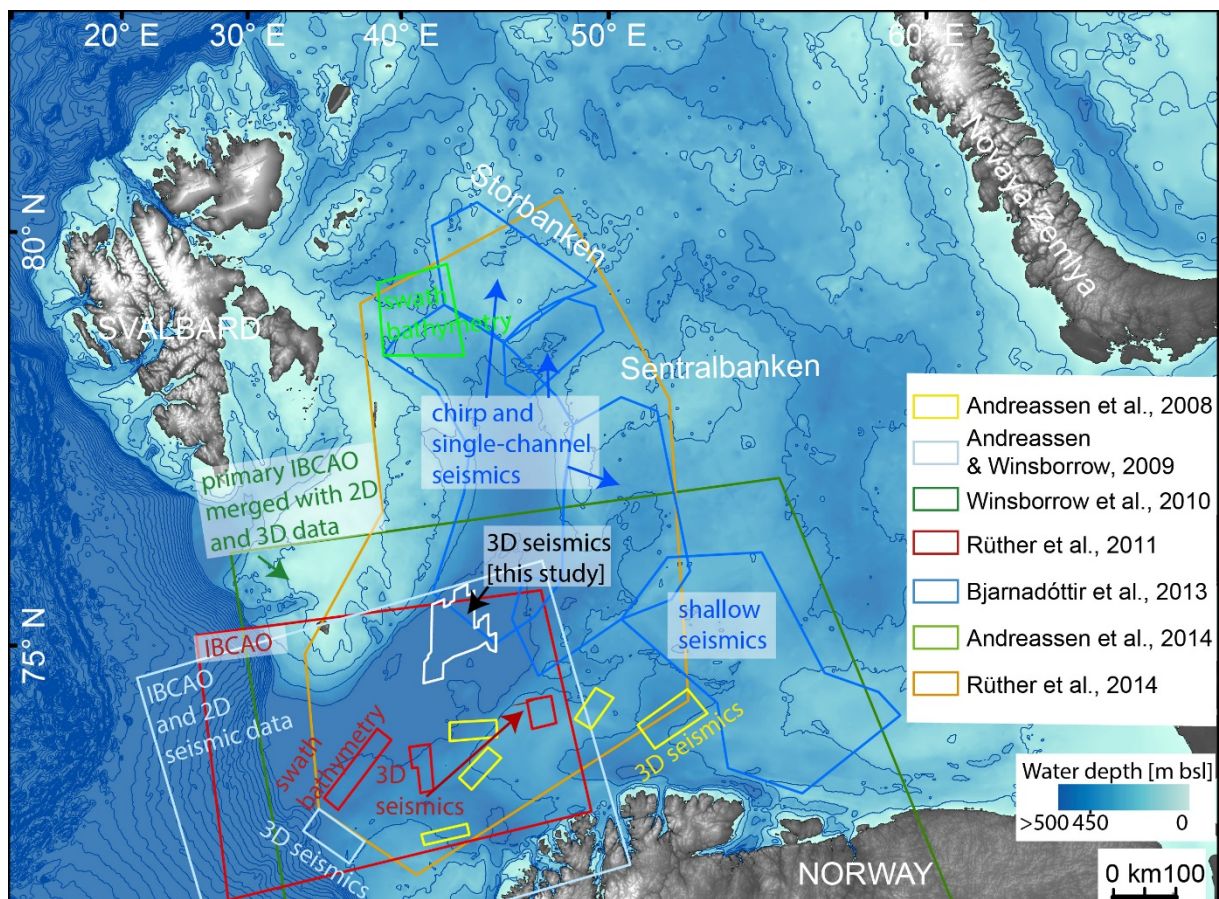 20° E
30° E
40° E
50° E
60° E
80° N
75° N
Novaya Zemlya
Storbanken
SVALBARD
swath
bathymetry
Sentralbanken
chirp and
single-channel
seismics
primary IBCAO
merged with 2D
and 3D data
3D seismics
[this study]
shallow
seismics
IBCAO
IBCAO
and 2D
seismic data
swath
bathymetry
3D
seismics
3D seismics
3D seismics
NORWAY
Andreassen et al., 2008
Andreassen
& Winsborrow, 2009
Winsborrow et al., 2010
Rüther et al., 2011
Bjarnadóttir et al., 2013
Andreassen et al., 2014
Rüther et al., 2014
Water depth [m bsl]
>500 450 0
0 km100